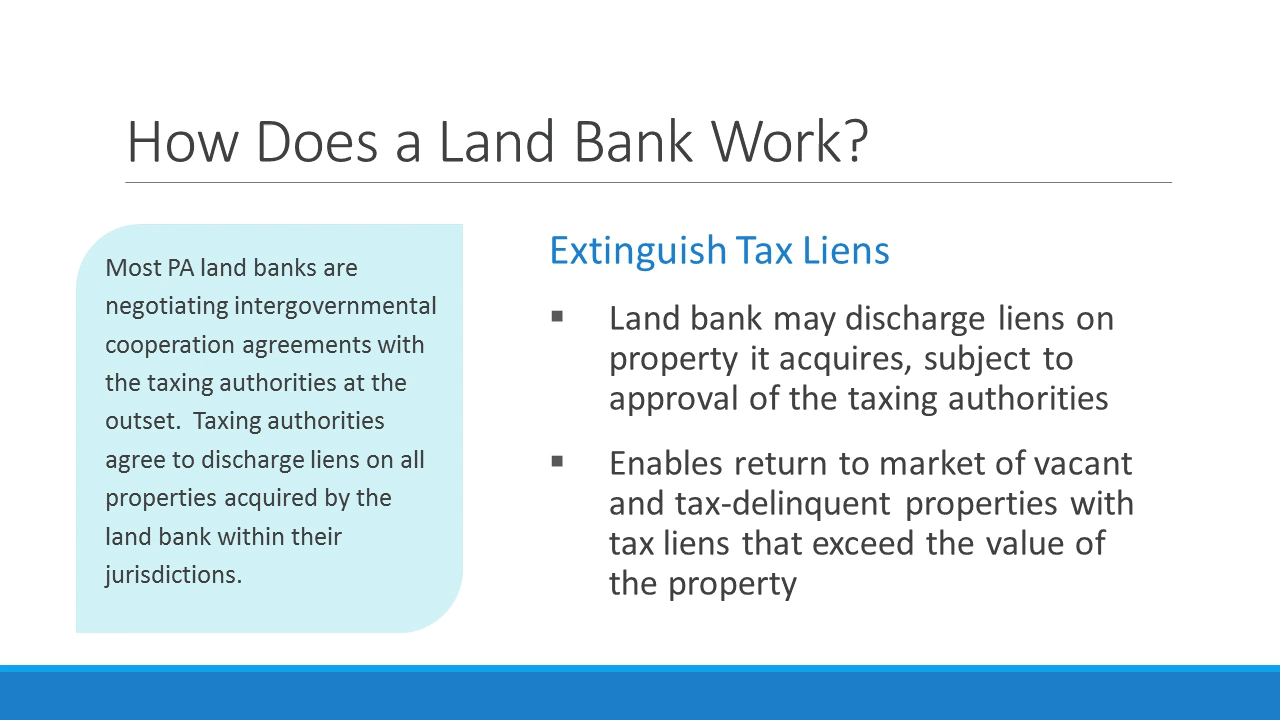 How Does a Land Bank Work?
Most PA land banks are
negotiating intergovernmental
cooperation agreements with
the taxing authorities at the
outset.  Taxing authorities
agree to discharge liens on all
properties acquired by the
land bank within their
jurisdictions.
Extinguish Tax Liens
▪ Land bank may discharge liens on
property it acquires, subject to
approval of the taxing authorities
▪ Enables return to market of vacant
and tax-delinquent properties with
tax liens that exceed the value of
the property